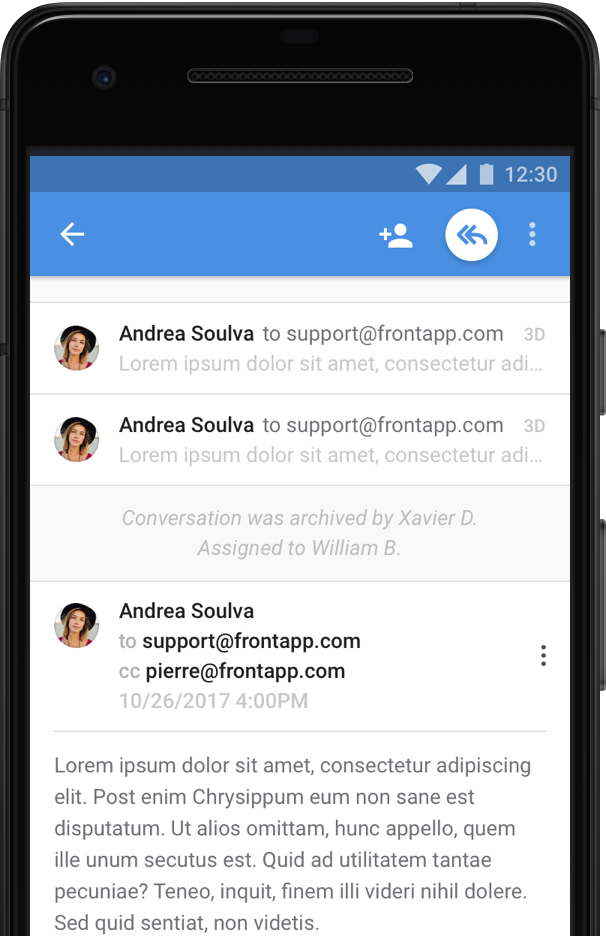 12:30
Andrea Soulva to support@frontapp.com 3D
Lorem ipsum dolor sit amet, consectetur adi...
Andrea Soulva to support@frontapp.com 3D
Lorem ipsum dolor sit amet, consectetur adi...
Conversation was archived by Xavier D.
Assigned to William B.
Andrea Soulva
to support@frontapp.com
cc pierre@frontapp.com
10/26/2017 4:00PM
Lorem ipsum dolor sit amet, consectetur adipiscing
elit. Post enim Chrysippum eum non sane est
disputatum. Ut alios omittam, hunc appello, quem
ille unum secutus est. Quid ad utilitatem tantae
pecuniae? Teneo, inquit, finem illi videri nihil dolere.
Sed quid sentiat, non videtis.